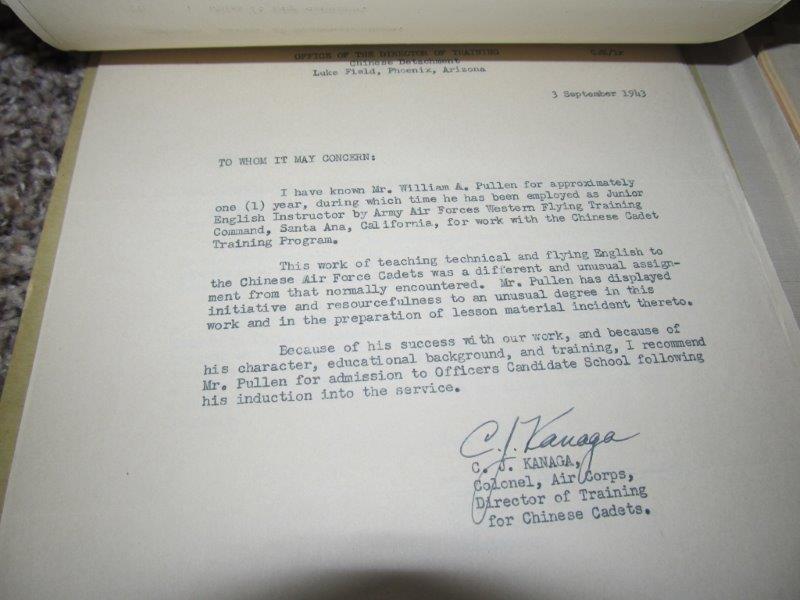 OFFICE OF THE DIRECTOR OF TRAINING
Chinese Detachment
Luke Field, Phoenix, Arizona
3 September 1943
TO WHOM IT MAY CONCERN:
I have known Mr. William A. Pullen for approximately
one (1) year, during which time he has been employed as Junior
English Instructor by Army Air Forces Western Flying Training
Command, Santa Ana, California, for work with the Chinese Cadet
Training Program.
This work of teaching technical and flying English to
the Chinese Air Force Cadets was a different and unusual assign-
ment from that normally encountered. Mr. Pullen has displayed
initiative and resourcefulness to an unusual degree in this
work and in the preparation of lesson material incident thereto.
Because of his success with our work, and because of
his character, educational background, and training, I recommend
Mr. Pullen for admission to Officers Candidate School following
his induction into the service.
C. J. Kanaga
C. J. KANAGA,
Colonel, Air Corps,
Director of Training
for Chinese Cadets.